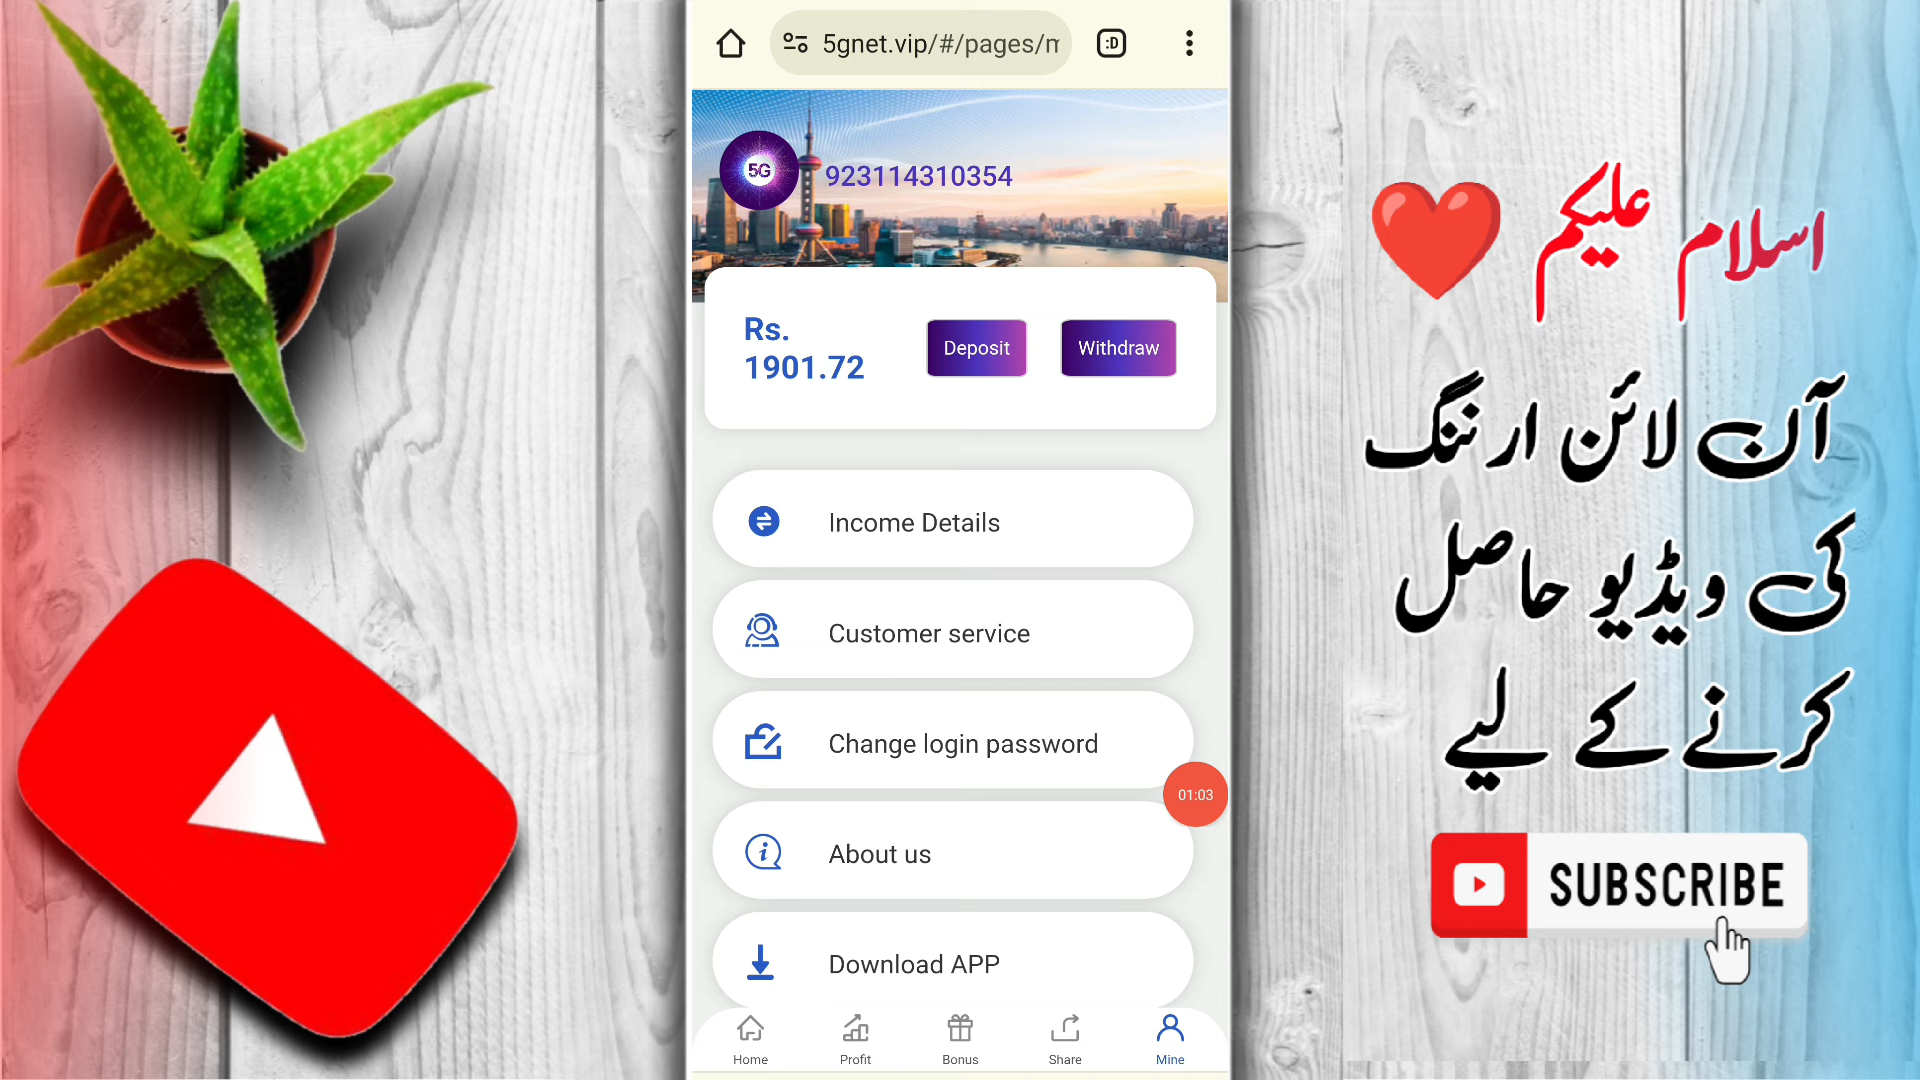 5gnet.vip/#/pages/m
:D
5G
923114310354
Rs.
1901.72
Deposit
Withdraw
Income Details
Customer service
Change login password
01:03
About us
Download APP
Home
Profit
Bonus
Share
Mine
اسلام علیکم
آن لائن ارننگ
کی ویڈیو حاصل
کرنے کے لیے
SUBSCRIBE